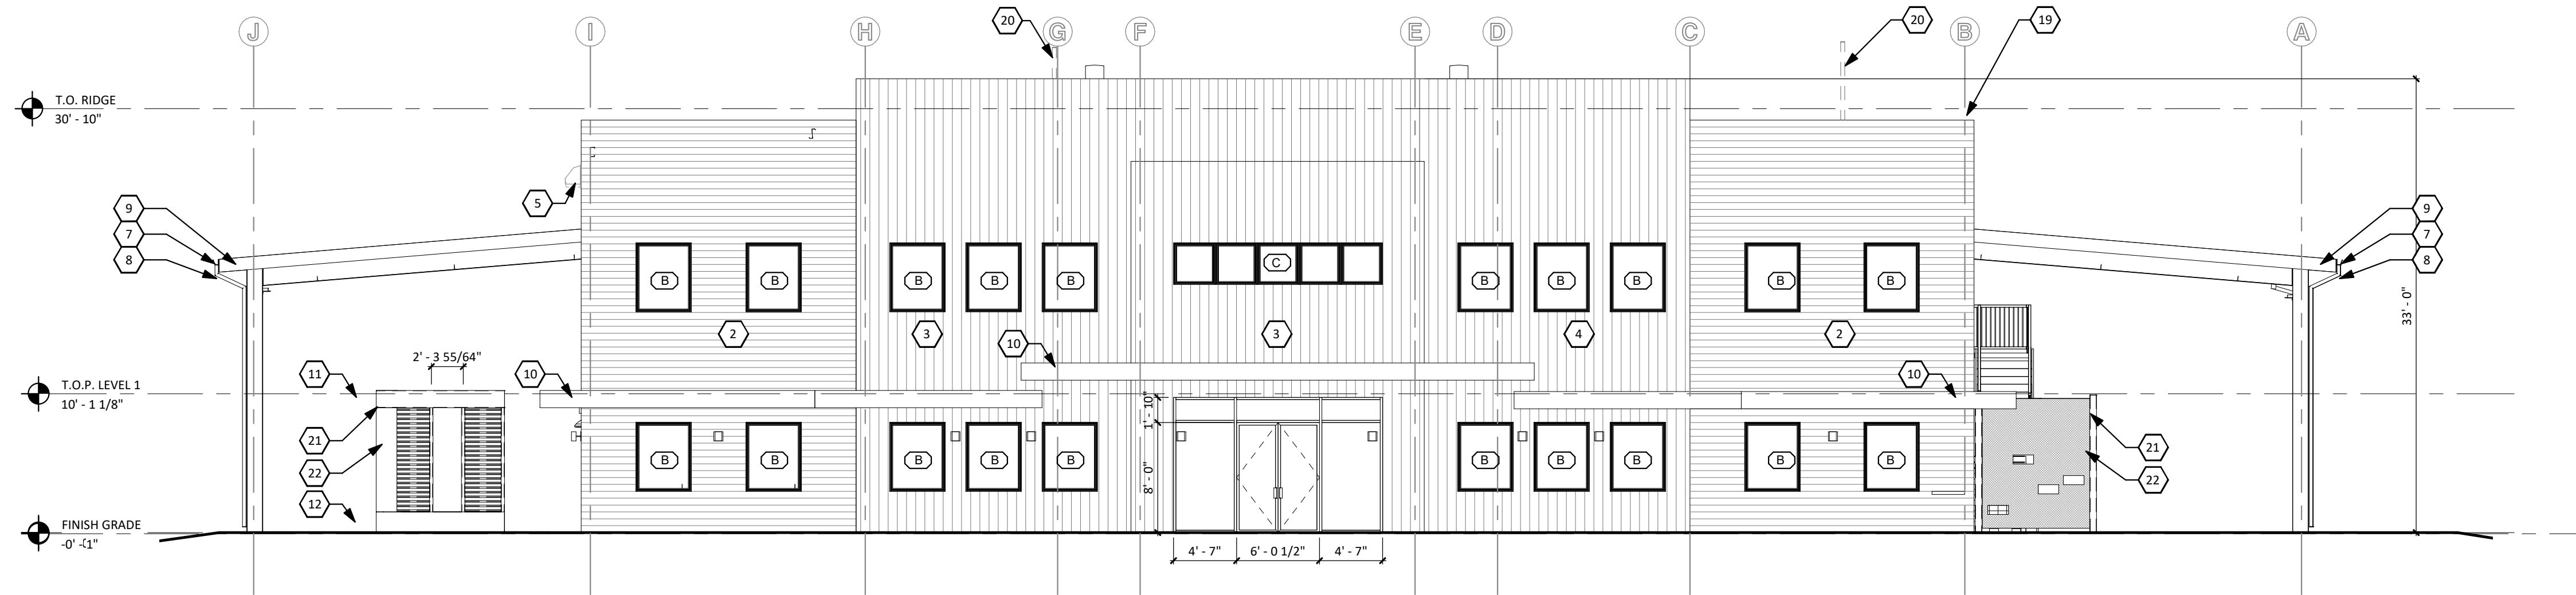 J I H G F E D C B A
20 20 19
T.O. RIDGE
30' - 10"
33' - 0"
5
9 9
7 7
8 8
B B B B B C B B B B B
2 3 3 4 2
10
2' - 3 55/64"
11 10 10
T.O.P. LEVEL 1
10' - 1 1/8"
1' - 10"
21 21
22 22
B B B B B B B B B B
8' - 0"
12
FINISH GRADE
4' - 7" 6' - 0 1/2" 4' - 7"